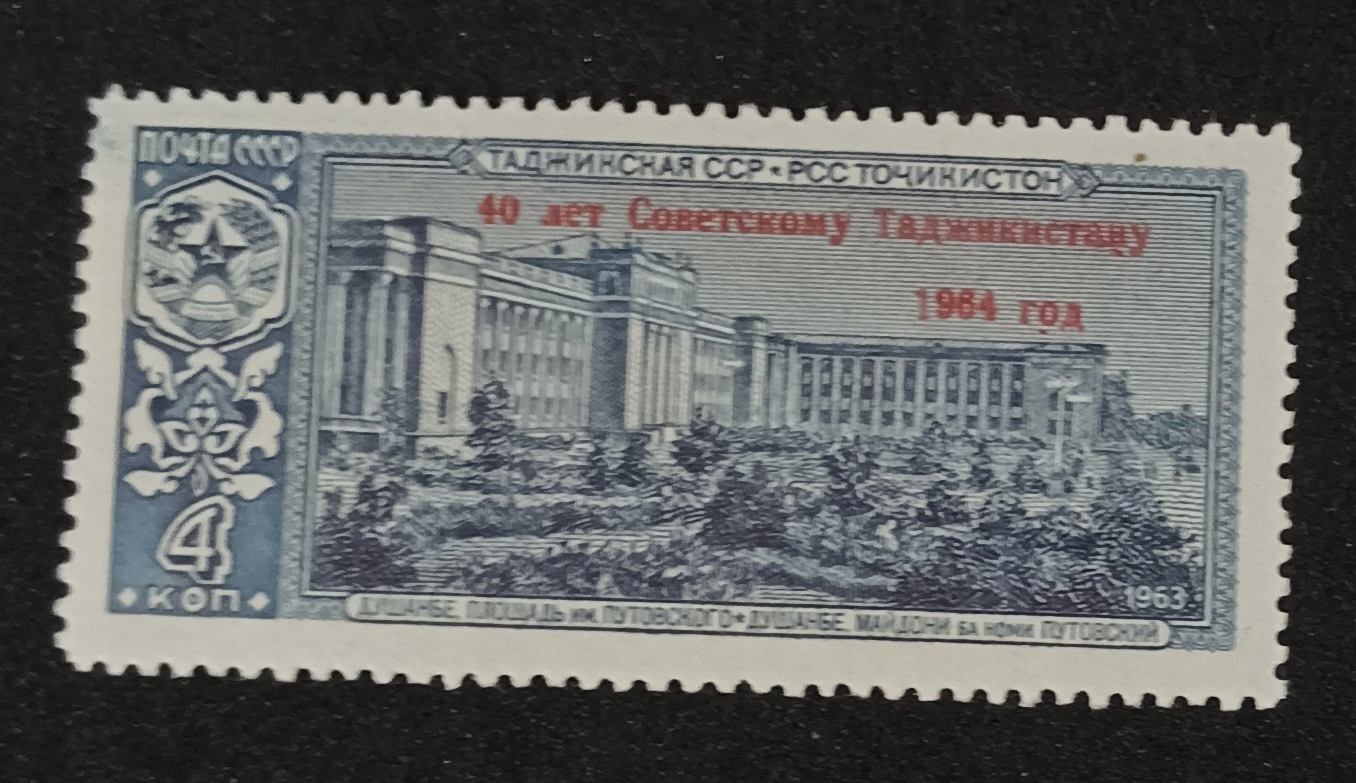 ПОЧТА СССР
ТАДЖИКСКАЯ ССР • РСС ТОҶИКИСТОН
40 лет Советскому Таджикистану
1964 год
4
КОП
1963
ДУШАНБЕ. ПЛОЩАДЬ ИМ. ПУТОВСКОГО • ДУШАНБЕ. МАЙДОНИ БА НОМИ ПУТОВСКИЙ